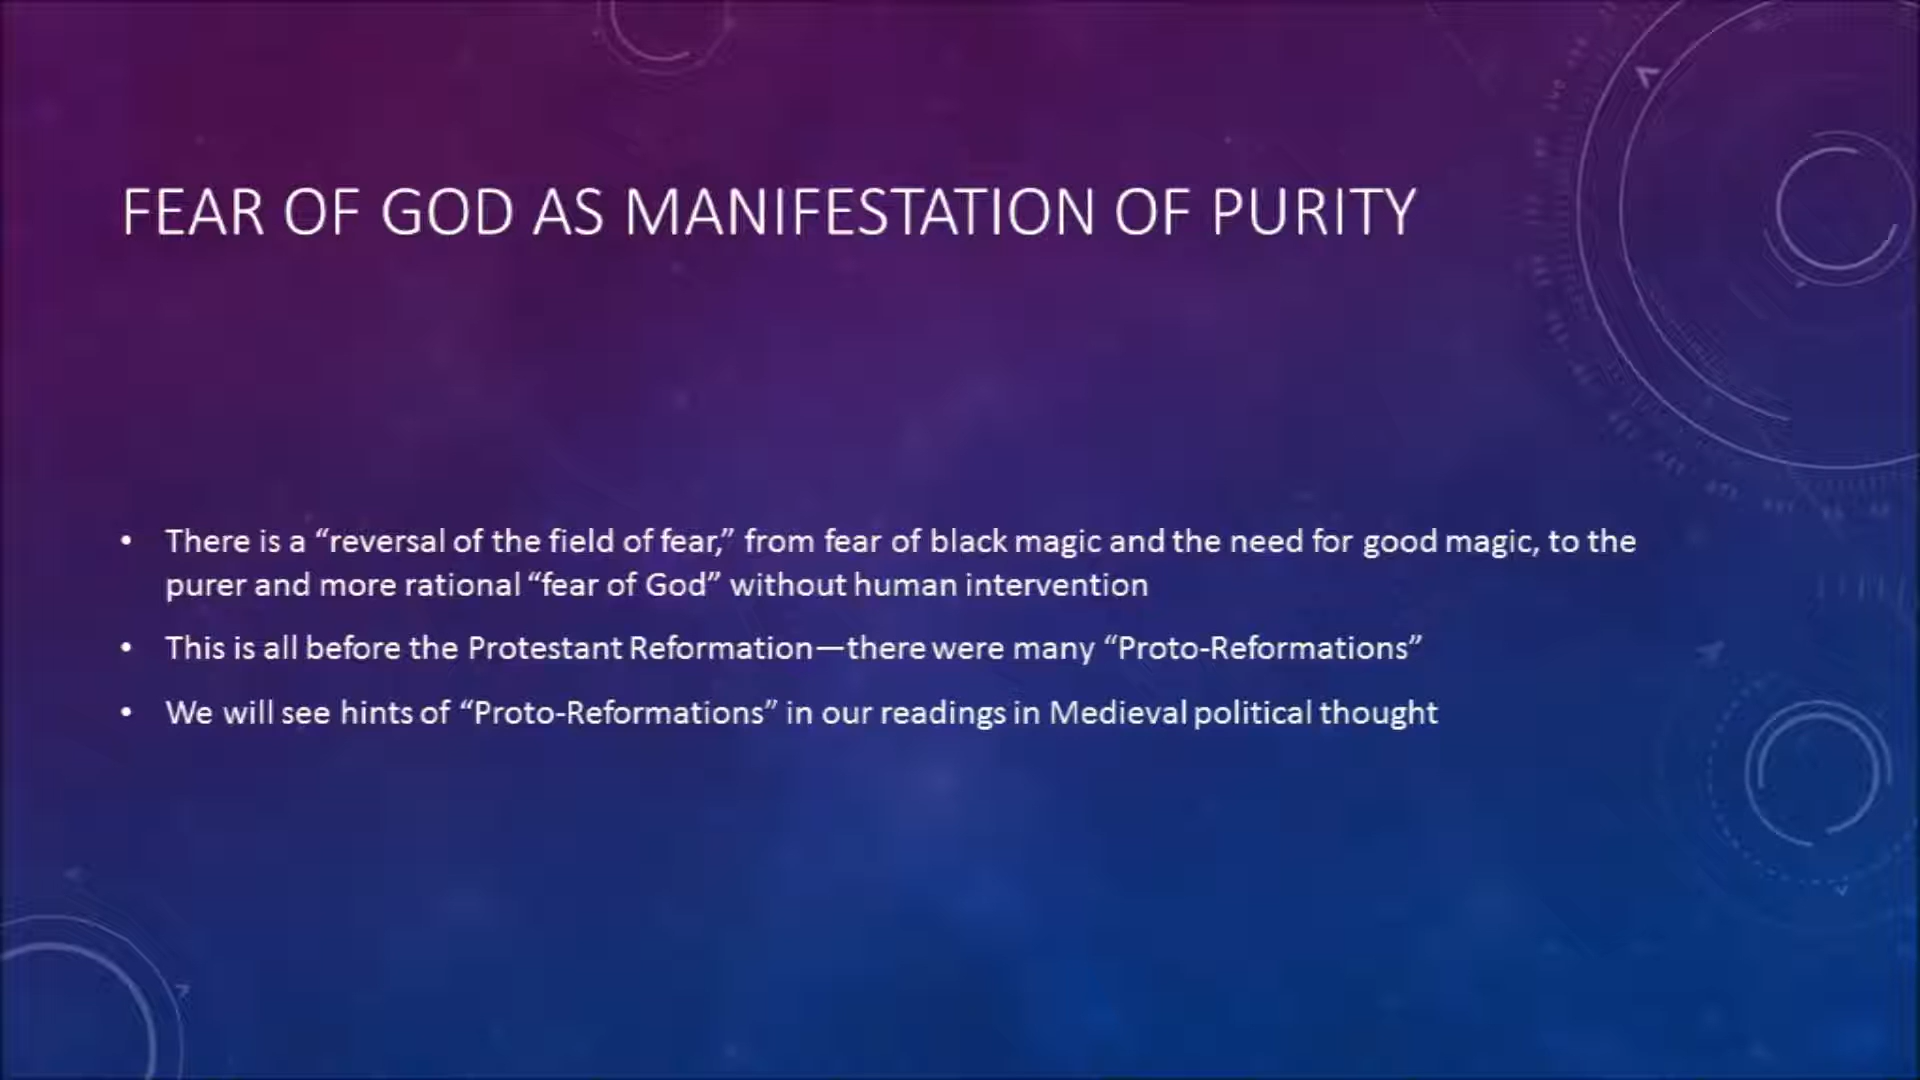 FEAR OF GOD AS MANIFESTATION OF PURITY
• There is a “reversal of the field of fear,” from fear of black magic and the need for good magic, to the
purer and more rational “fear of God” without human intervention
• This is all before the Protestant Reformation—there were many “Proto-Reformations”
• We will see hints of “Proto-Reformations” in our readings in Medieval political thought